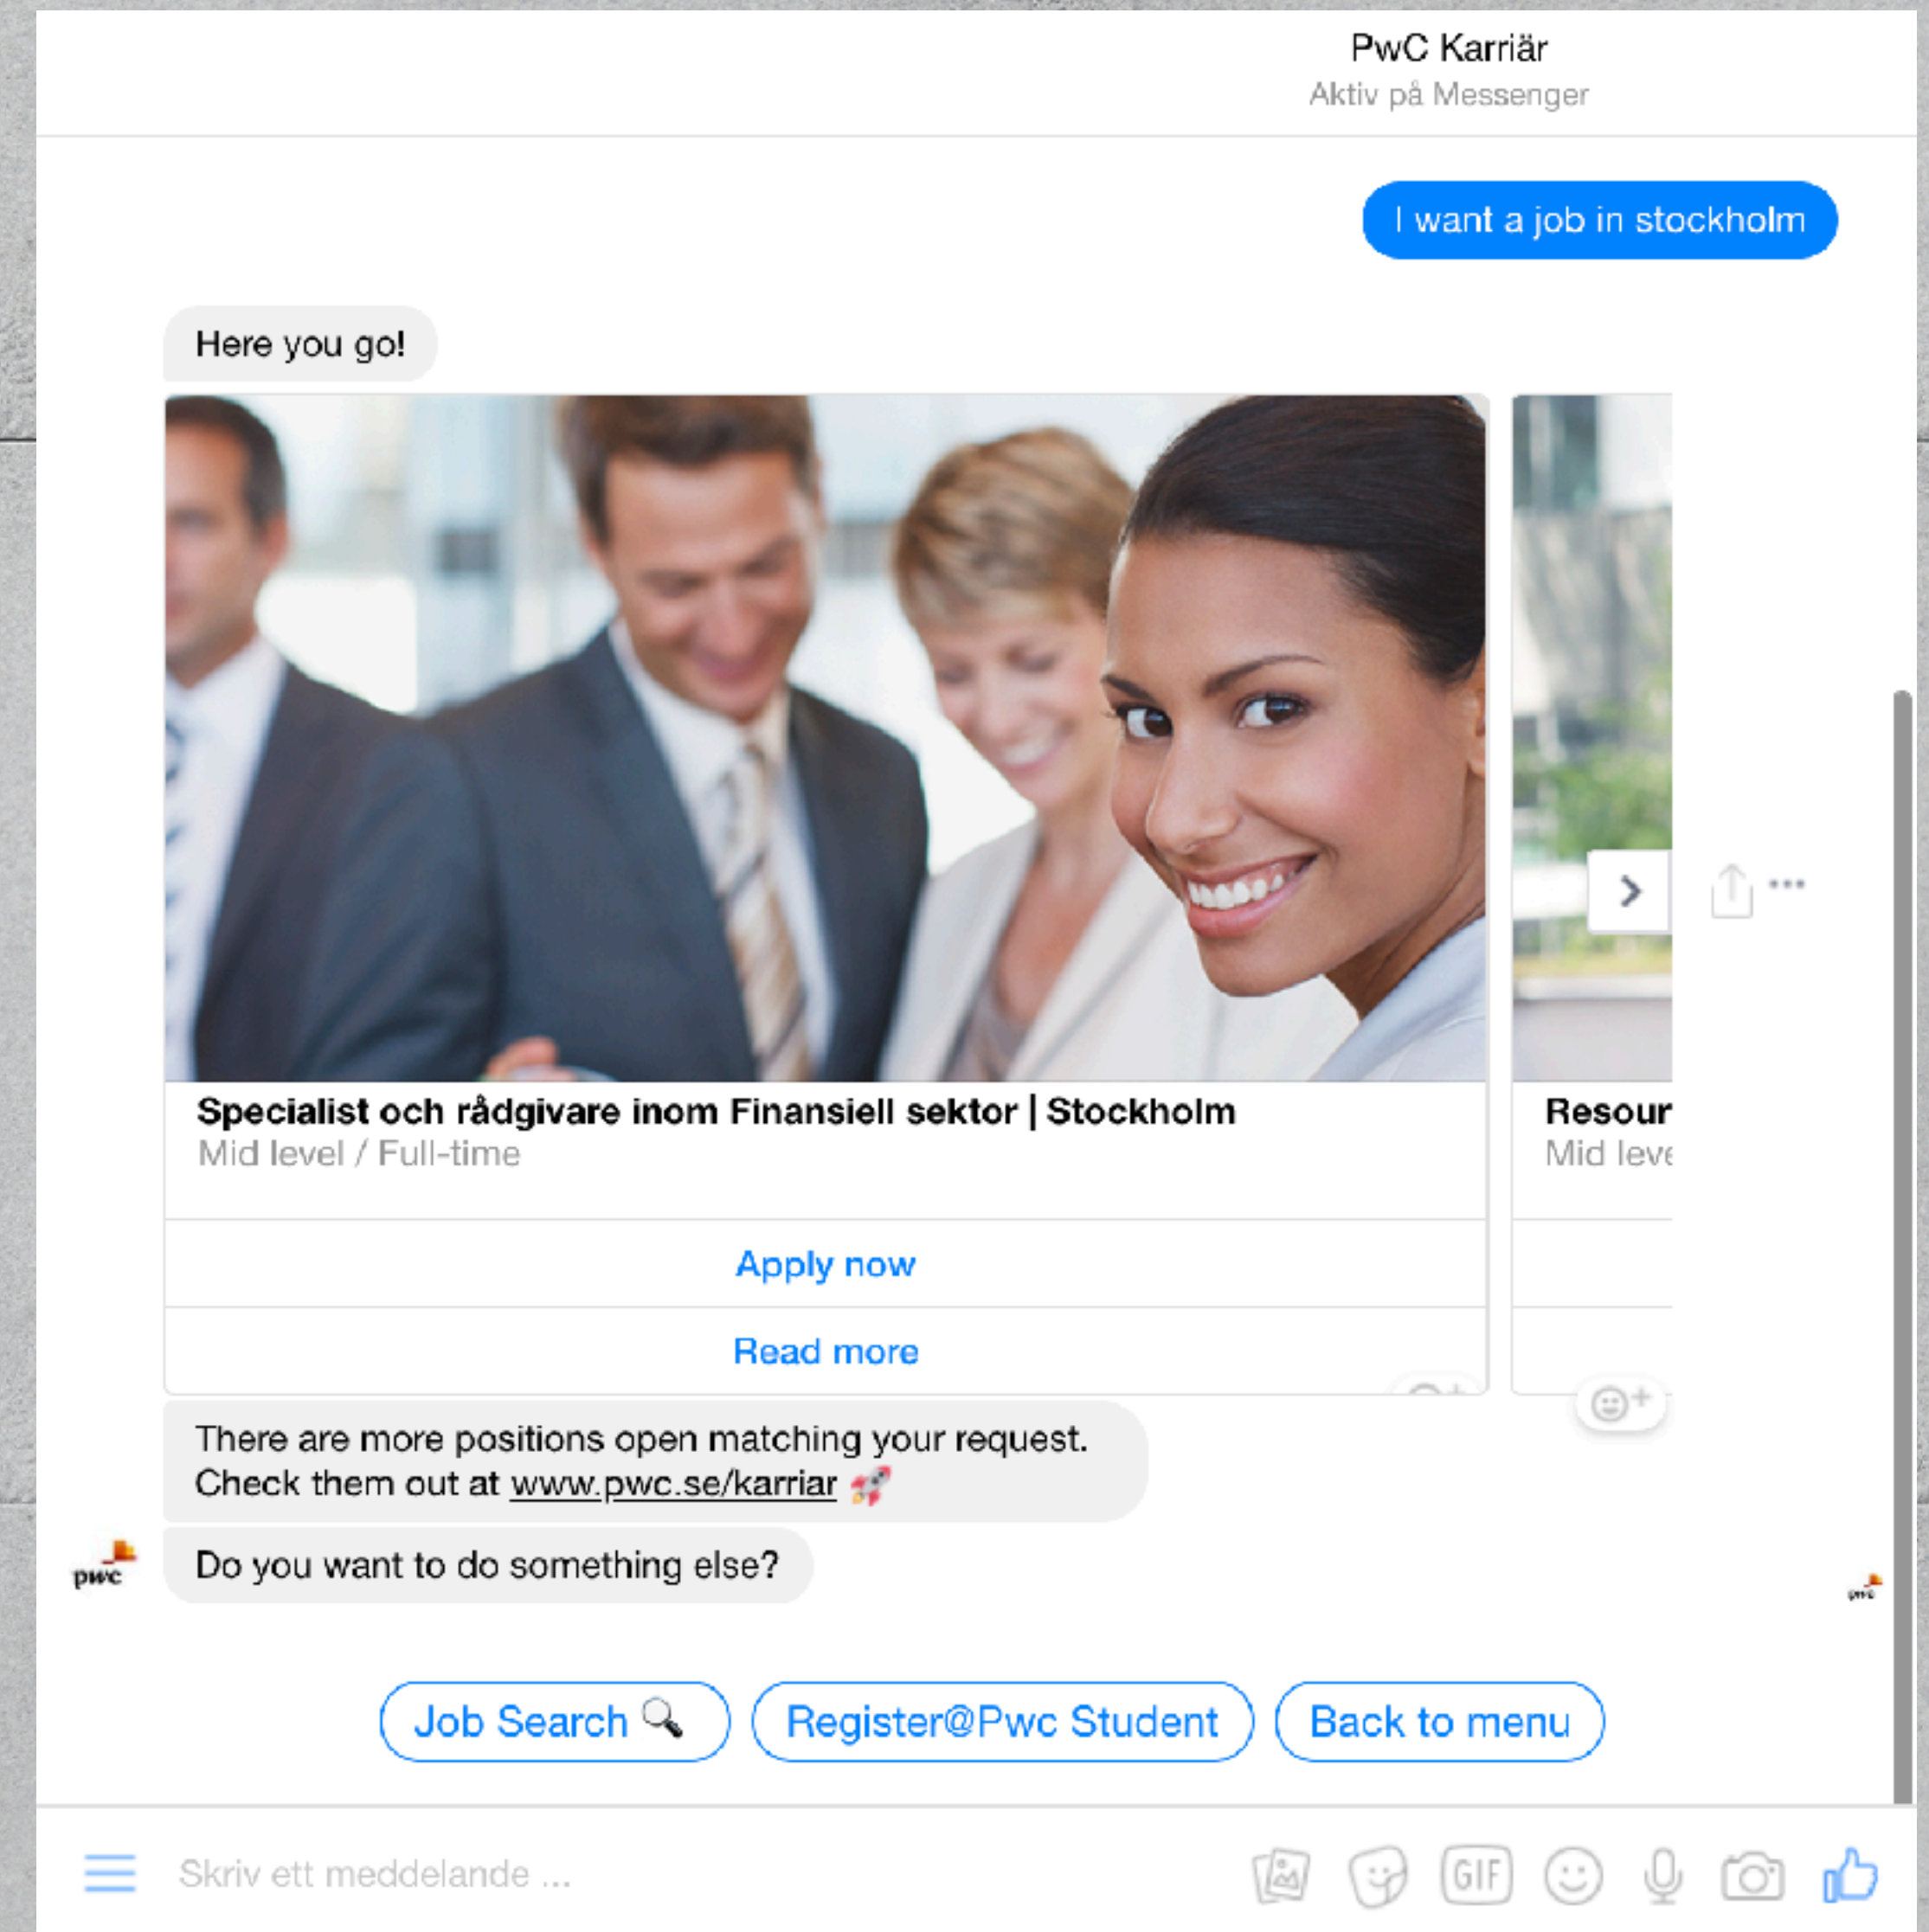 PwC Karriär
Aktiv på Messenger
I want a job in stockholm
Here you go!
Specialist och rådgivare inom Finansiell sektor | Stockholm
Mid level / Full-time
Apply now
Read more
Resour
Mid leve
There are more positions open matching your request.
Check them out at www.pwc.se/karriar 🚀
pwc
Do you want to do something else?
pwc
Job Search 🔍
Register@Pwc Student
Back to menu
Skriv ett meddelande ...
GIF